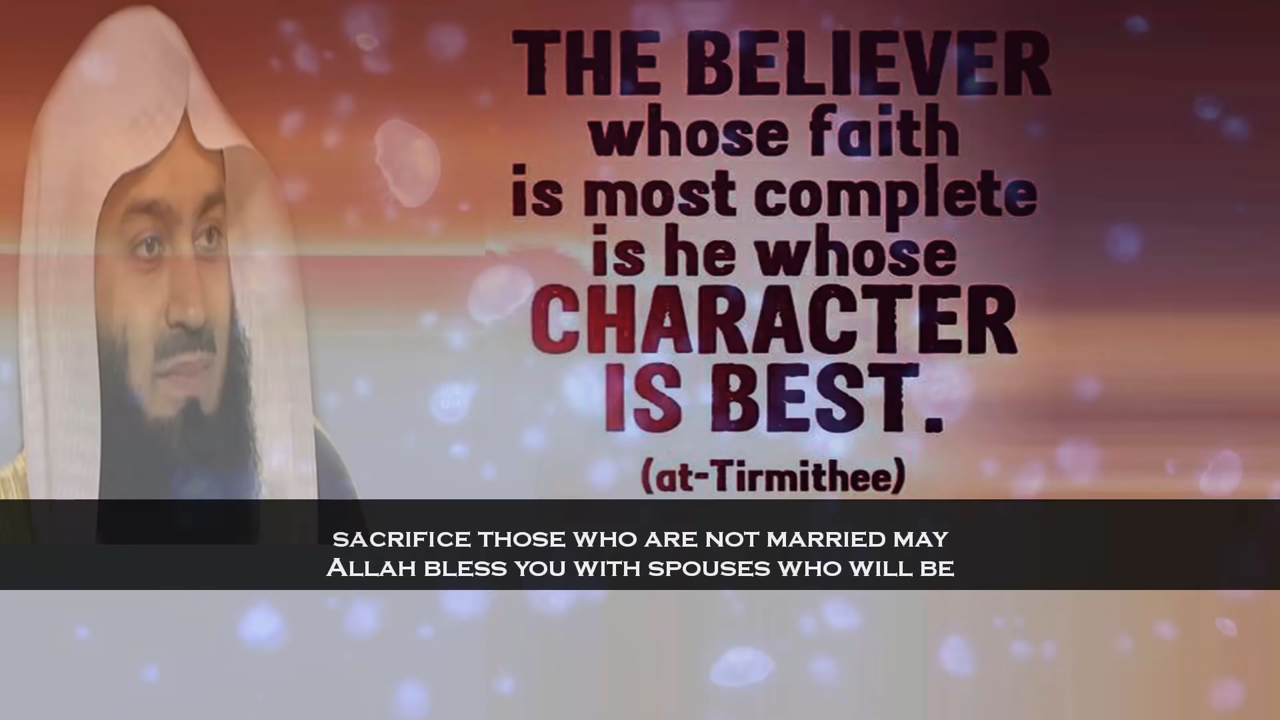 THE BELIEVER
whose faith
is most complete
is he whose
CHARACTER
IS BEST.
(at-Tirmithee)
SACRIFICE THOSE WHO ARE NOT MARRIED MAY
ALLAH BLESS YOU WITH SPOUSES WHO WILL BE